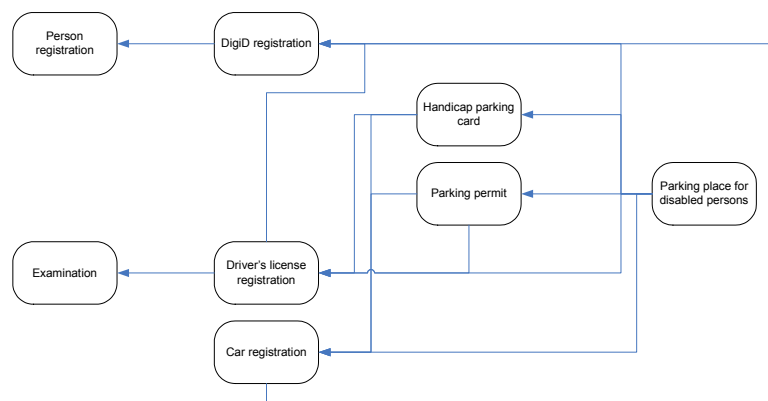 Person
registration
DigiD registration
Handicap parking
card
Parking permit
Parking place for
disabled persons
Examination
Driver's license
registration
Car registration